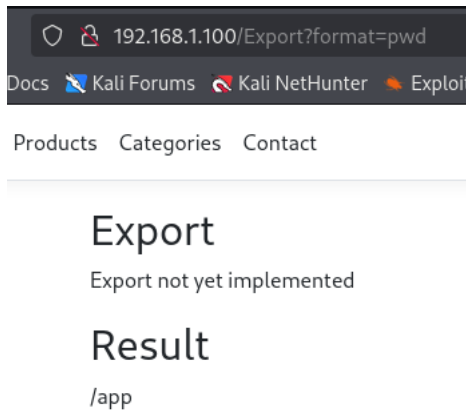 192.168.1.100/Export?format=pwd
Docs Kali Forums Kali NetHunter Exploit
Products Categories Contact
Export
Export not yet implemented
Result
/app